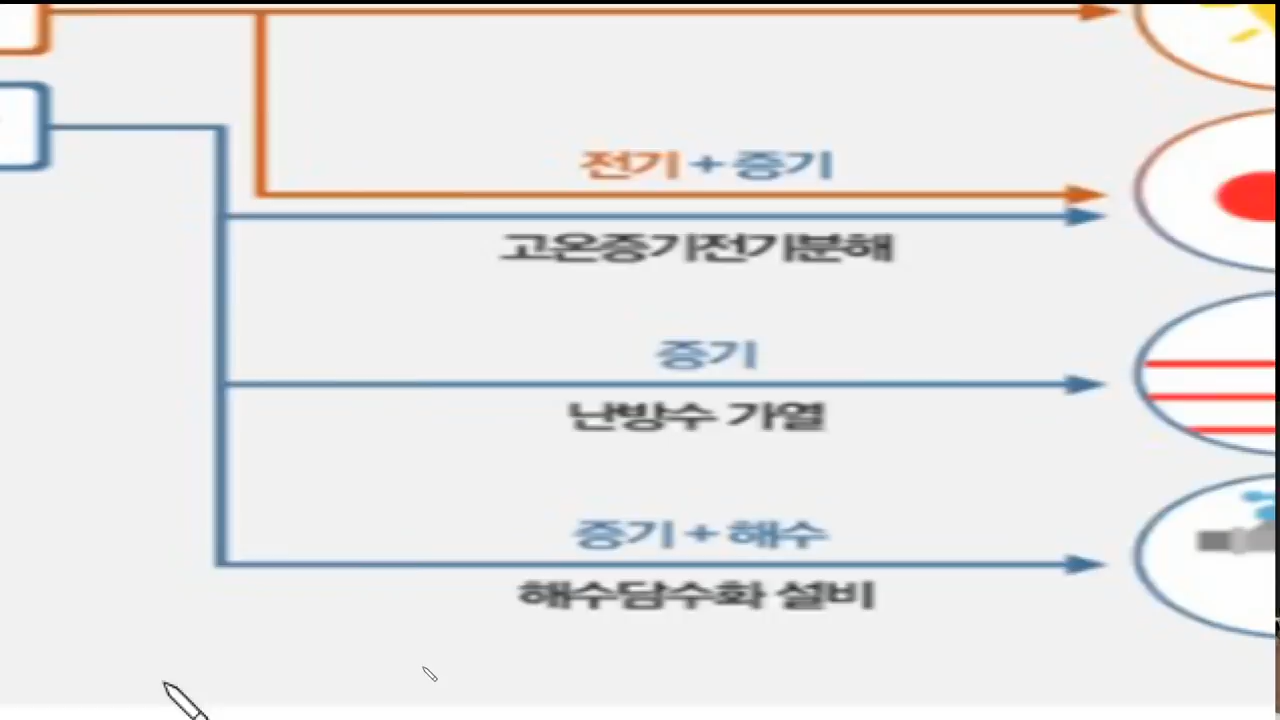 전기 + 증기
고온증기전기분해
증기
난방수 가열
증기 + 해수
해수담수화 설비